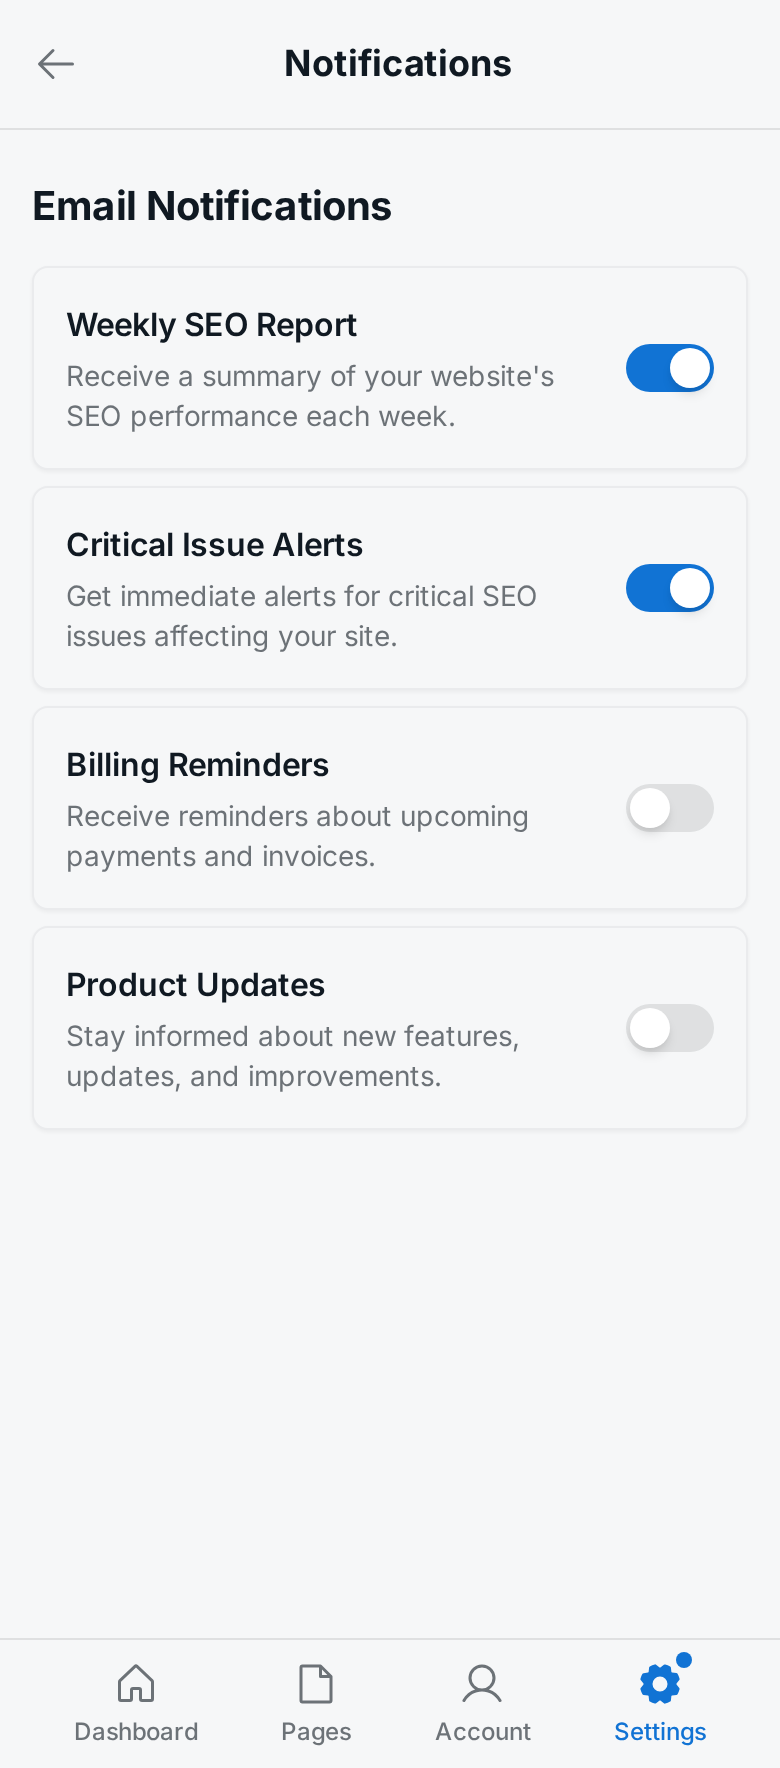 Notifications
Email Notifications
Weekly SEO Report
Receive a summary of your website's
SEO performance each week.
Critical Issue Alerts
Get immediate alerts for critical SEO
issues affecting your site.
Billing Reminders
Receive reminders about upcoming
payments and invoices.
Product Updates
Stay informed about new features,
updates, and improvements.
Dashboard
Pages
Account
Settings